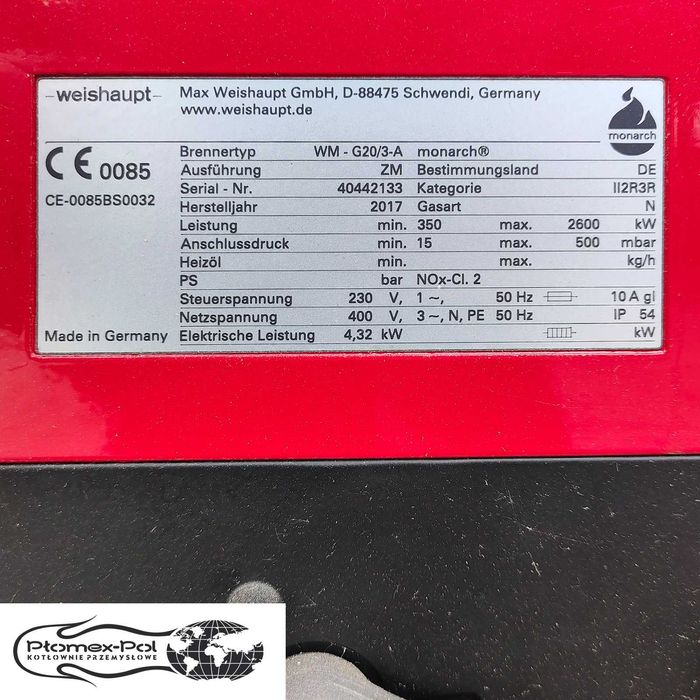 -weishaupt-
Max Weishaupt GmbH, D-88475 Schwendi, Germany
www.weishaupt.de
monarch
CE 0085
CE-0085BS0032
Brennertyp WM - G20/3-A monarch®
Ausführung ZM Bestimmungsland DE
Serial - Nr. 40442133 Kategorie II2R3R
Herstelljahr 2017 Gasart N
Leistung min. 350 max. 2600 kW
Anschlussdruck min. 15 max. 500 mbar
Heizöl min. max. kg/h
PS bar NOx-Cl. 2
Steuerspannung 230 V, 1 ~, 50 Hz 10 A gl
Netzspannung 400 V, 3 ~, N, PE 50 Hz IP 54
Elektrische Leistung 4,32 kW kW
Made in Germany
Płomex-Pol
KOTŁOWNIE PRZEMYSŁOWE